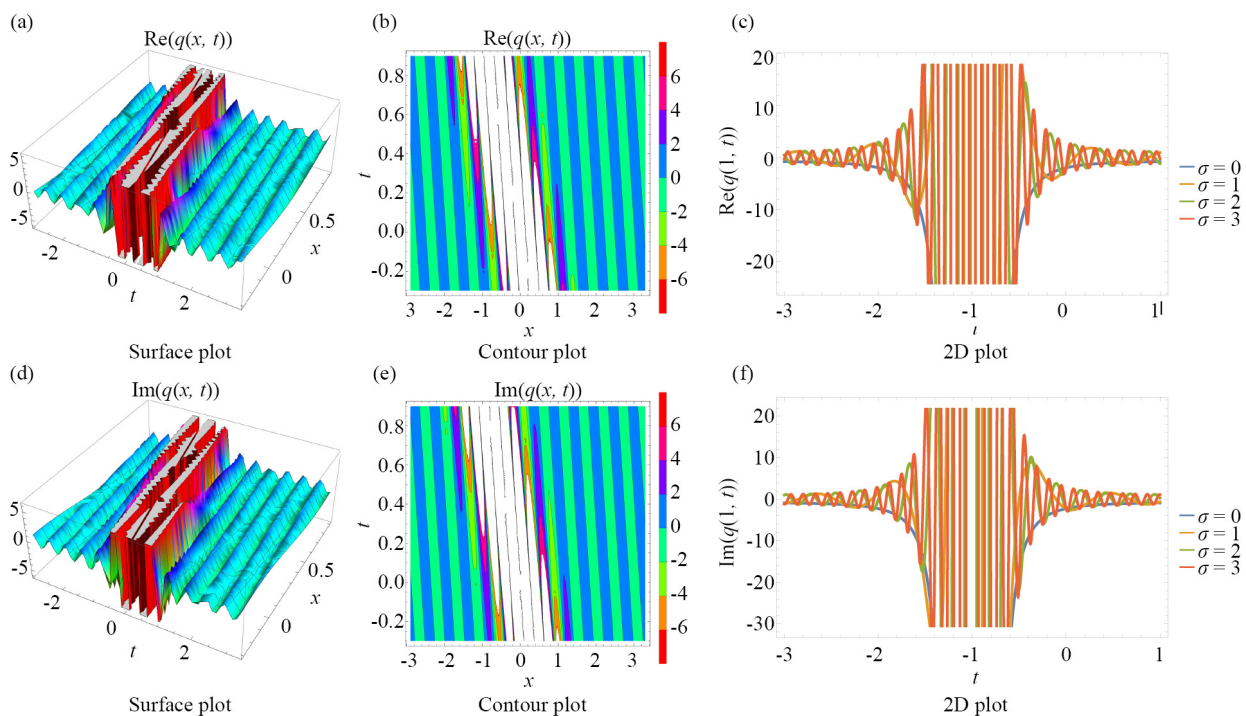 (a)
Re(q(x, t))
5
0
-5
-2
0
2
t
0
0.5
x
Surface plot
(b)
Re(q(x, t))
0.8
0.6
0.4
0.2
0.0
-0.2
t
-3 -2 -1 0 1 2 3
x
6
4
2
0
-2
-4
-6
Contour plot
(c)
20
10
0
-10
-20
Re(q(1, t))
-3 -2 -1 0 1
σ = 0
σ = 1
σ = 2
σ = 3
2D plot
(d)
Im(q(x, t))
5
0
-5
-2
0
2
t
0
0.5
x
Surface plot
(e)
Im(q(x, t))
0.8
0.6
0.4
0.2
0.0
-0.2
t
-3 -2 -1 0 1 2 3
x
6
4
2
0
-2
-4
-6
Contour plot
(f)
20
10
0
-10
-20
-30
Im(q(1, t))
-3 -2 -1 0 1
t
σ = 0
σ = 1
σ = 2
σ = 3
2D plot